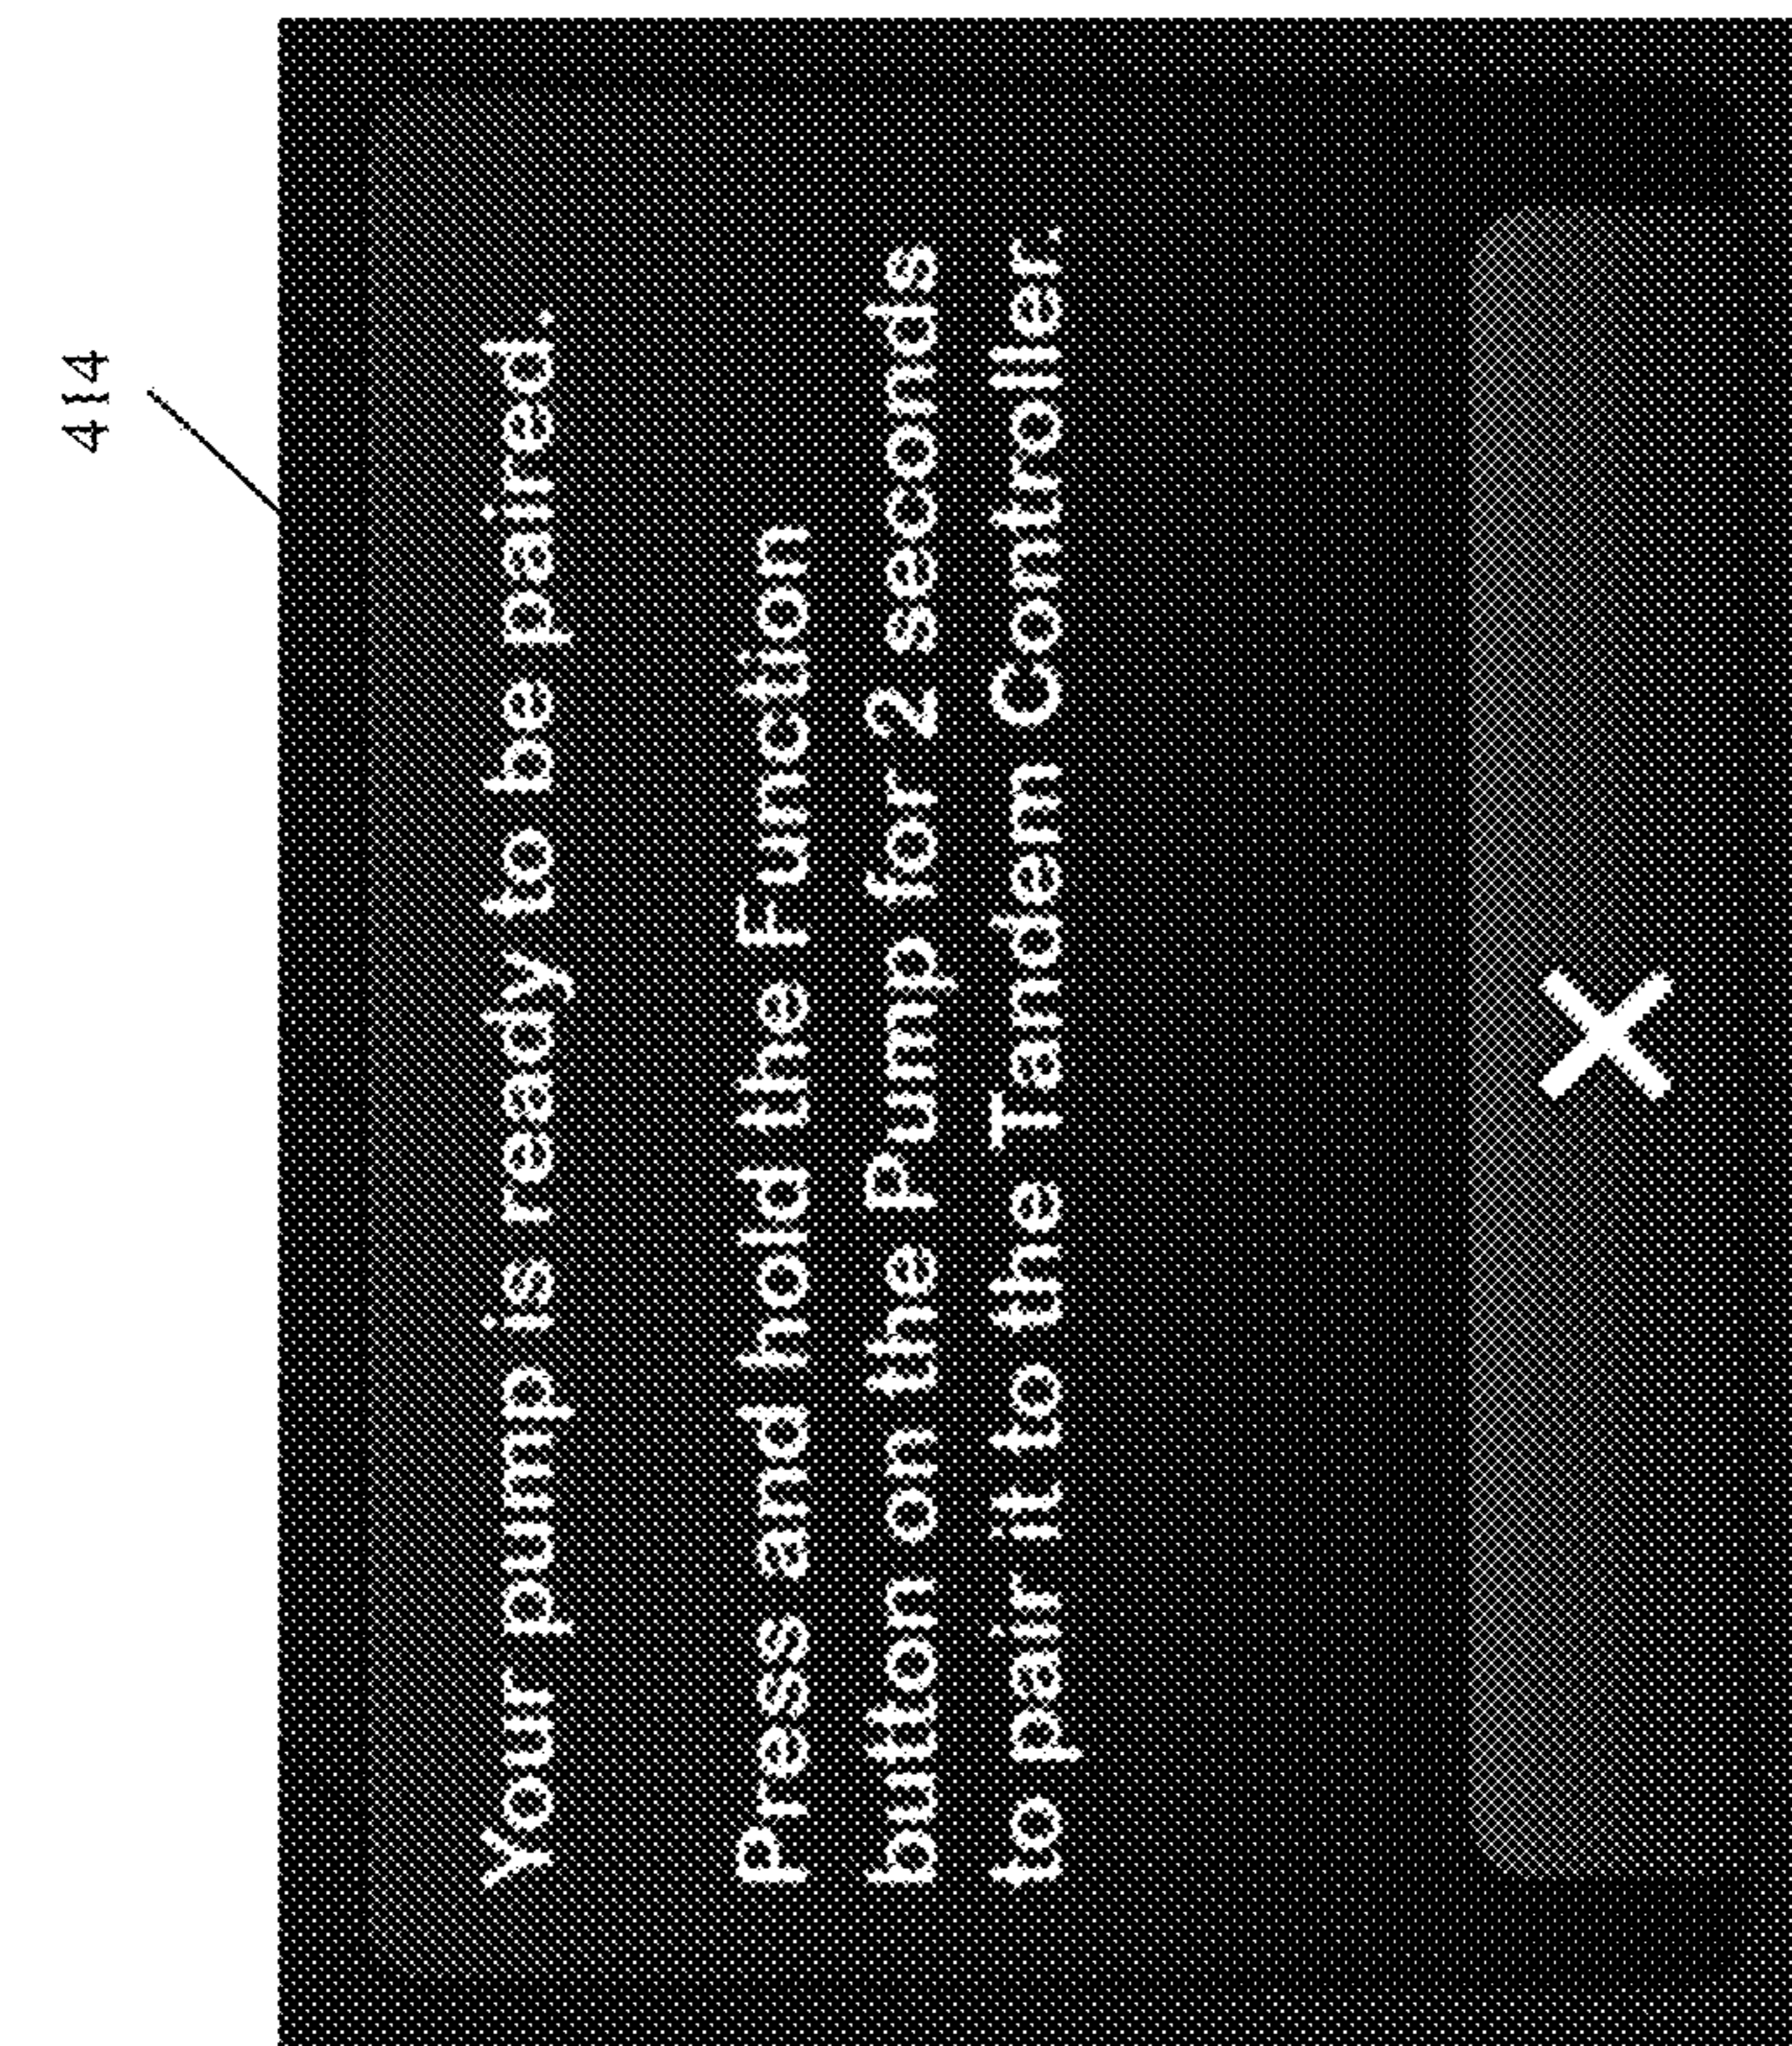 414
Your pump is ready to be paired.
Press and hold the Function
button on the Pump for 2 seconds
to pair it to the Tandem Controller.